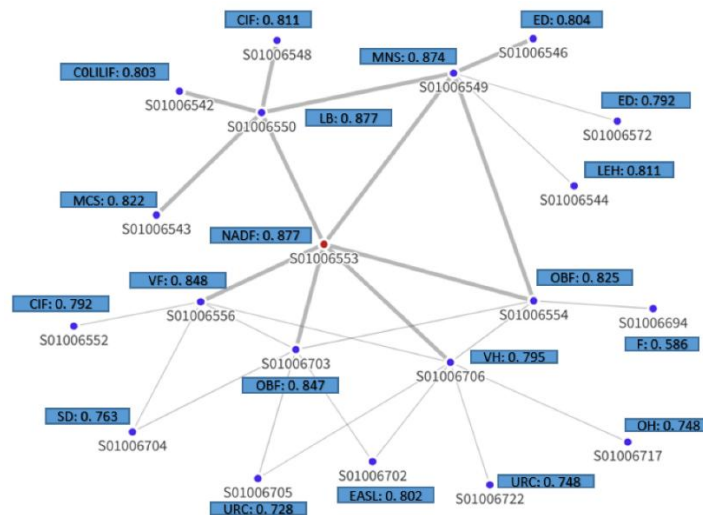 CIF: 0. 811
ED: 0.804
S01006548
MNS: 0. 874
S01006546
C0LILIF: 0.803
S01006549
S01006542
ED: 0.792
S01006550
LB: 0. 877
S01006572
LEH: 0.811
MCS: 0. 822
S01006544
S01006543
NADF: 0. 877
S01006553
VF: 0. 848
OBF: 0.825
CIF: 0. 792
S01006556
S01006554
S01006694
S01006552
F: 0. 586
VH: 0. 795
S01006703
S01006706
OBF: 0. 847
SD: 0. 763
OH: 0. 748
S01006704
S01006717
S01006705
S01006702
URC: 0. 748
EASL: 0. 802
S01006722
URC: 0. 728